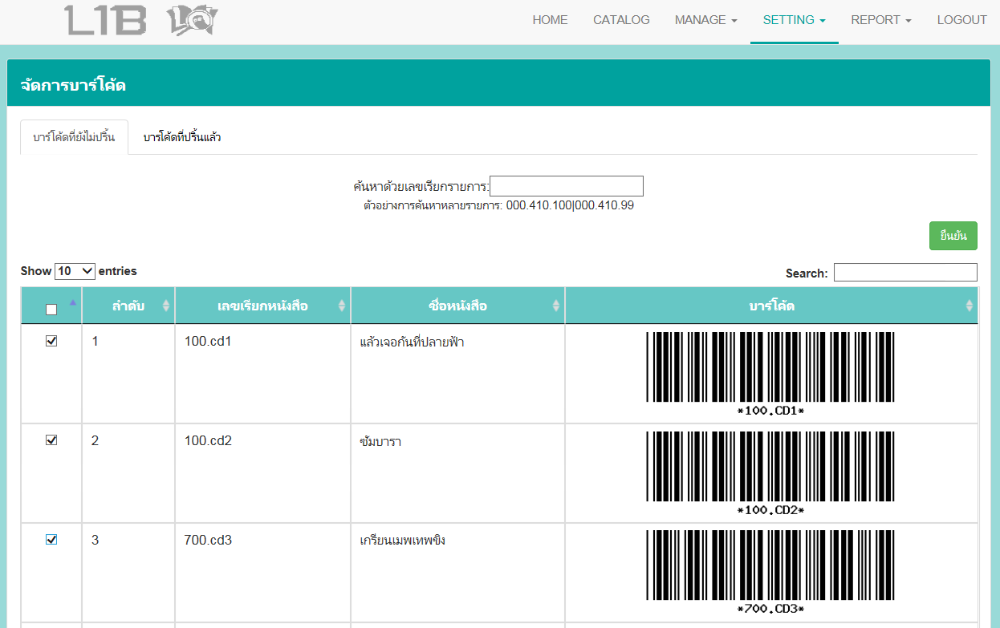 L1B
HOME CATALOG MANAGE SETTING REPORT LOGOUT
จัดการบาร์โค้ด
บาร์โค้ดที่ยังไม่ปริ้น บาร์โค้ดที่ปริ้นแล้ว
ค้นหาด้วยเลขเรียกรายการ:
ตัวอย่างการค้นหาหลายรายการ: 000.410.100|000.410.99
ยืนยัน
Show 10 entries Search:
ลำดับ เลขเรียกหนังสือ ชื่อหนังสือ บาร์โค้ด
1 100.cd1 แล้วเจอกันที่ปลายฟ้า
*100.CD1*
2 100.cd2 ซัมบารา
*100.CD2*
3 700.cd3 เกรียนเมพเทพขิง
*700.CD3*